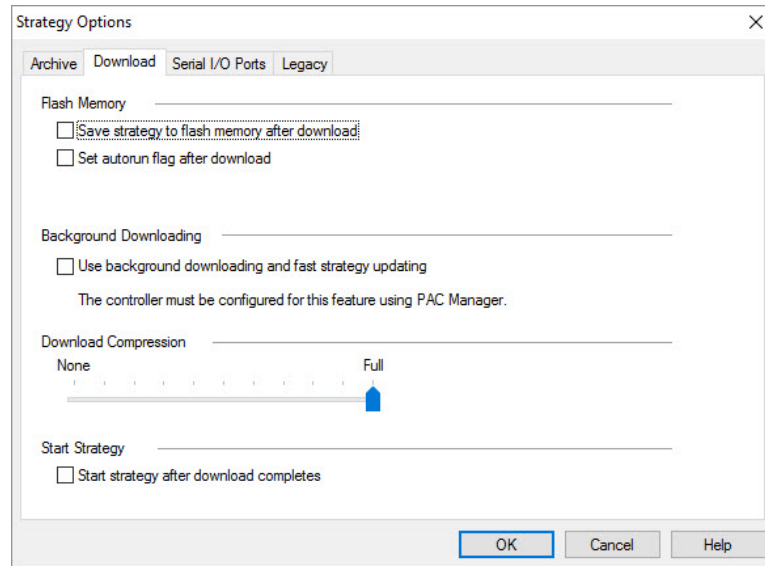 Strategy Options
Archive Download Serial I/O Ports Legacy
Flash Memory
Save strategy to flash memory after download
Set autorun flag after download
Background Downloading
Use background downloading and fast strategy updating
The controller must be configured for this feature using PAC Manager.
Download Compression
None Full
Start Strategy
Start strategy after download completes
OK Cancel Help